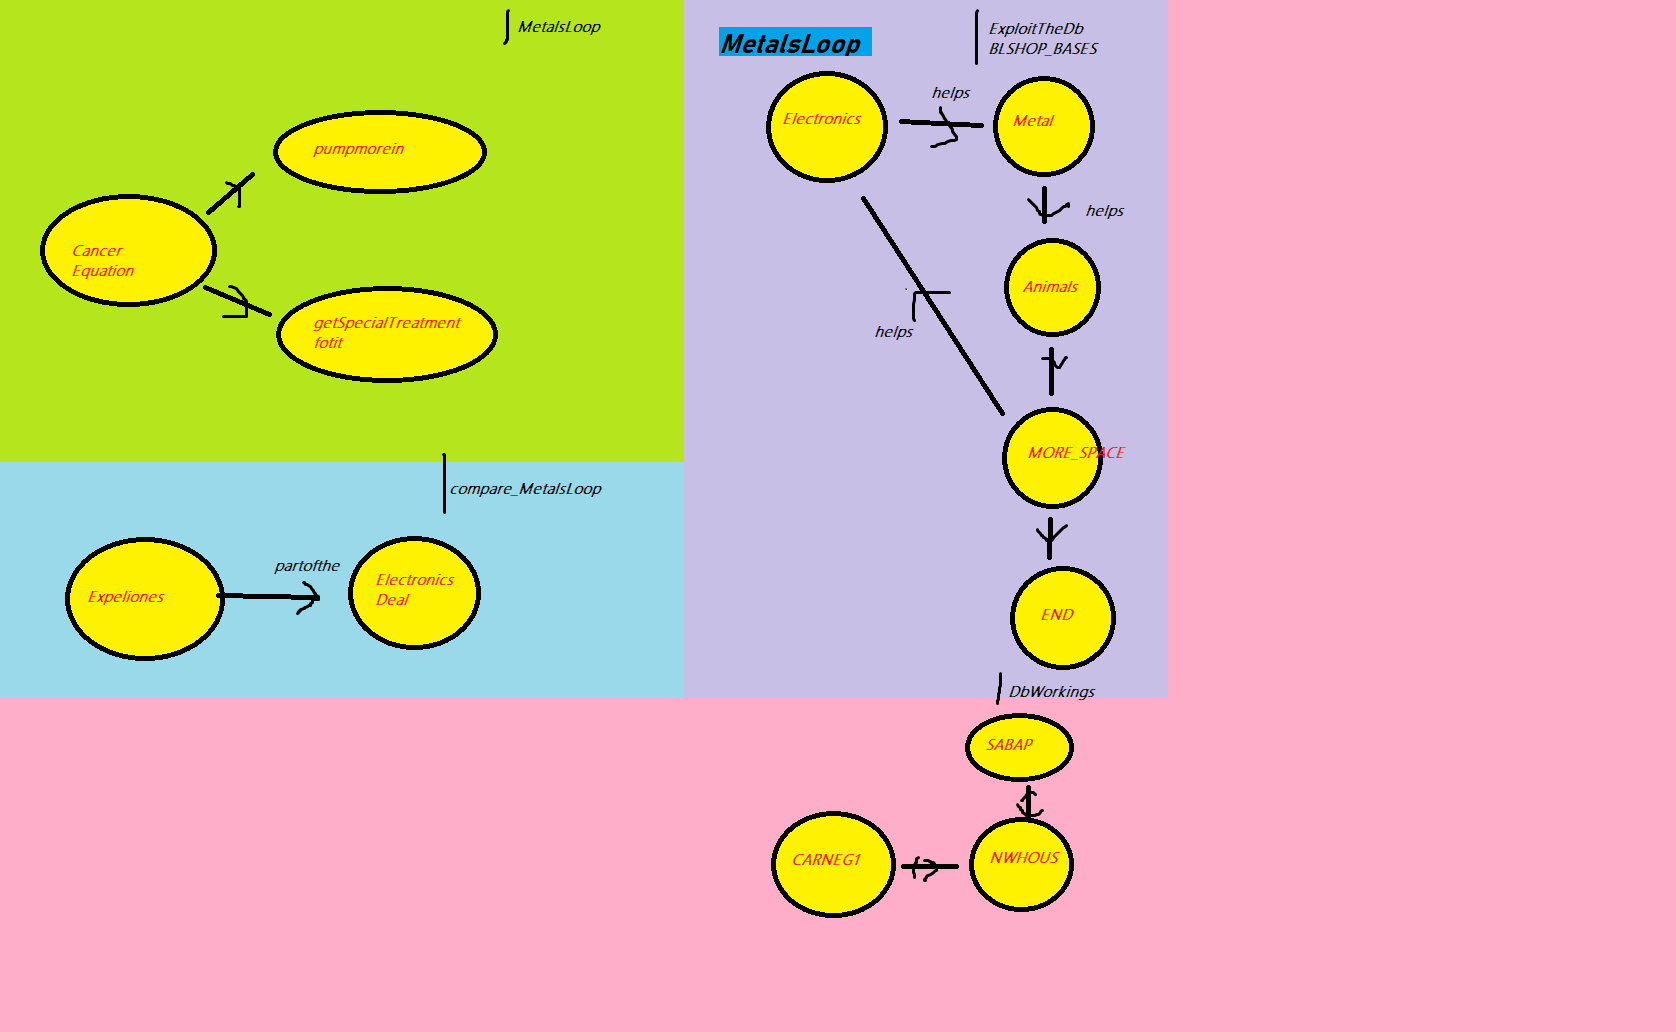 MetalsLoop
pumpmorein
Cancer
Equation
getSpecialTreatment
fotit
compare_MetalsLoop
partofthe
Expeliones
Electronics
Deal
MetalsLoop
ExploitTheDb
BLSHOP_BASES
helps
Electronics
Metal
helps
Animals
helps
MORE_SPACE
END
DbWorkings
SABAP
CARNEG1
NWHOUS